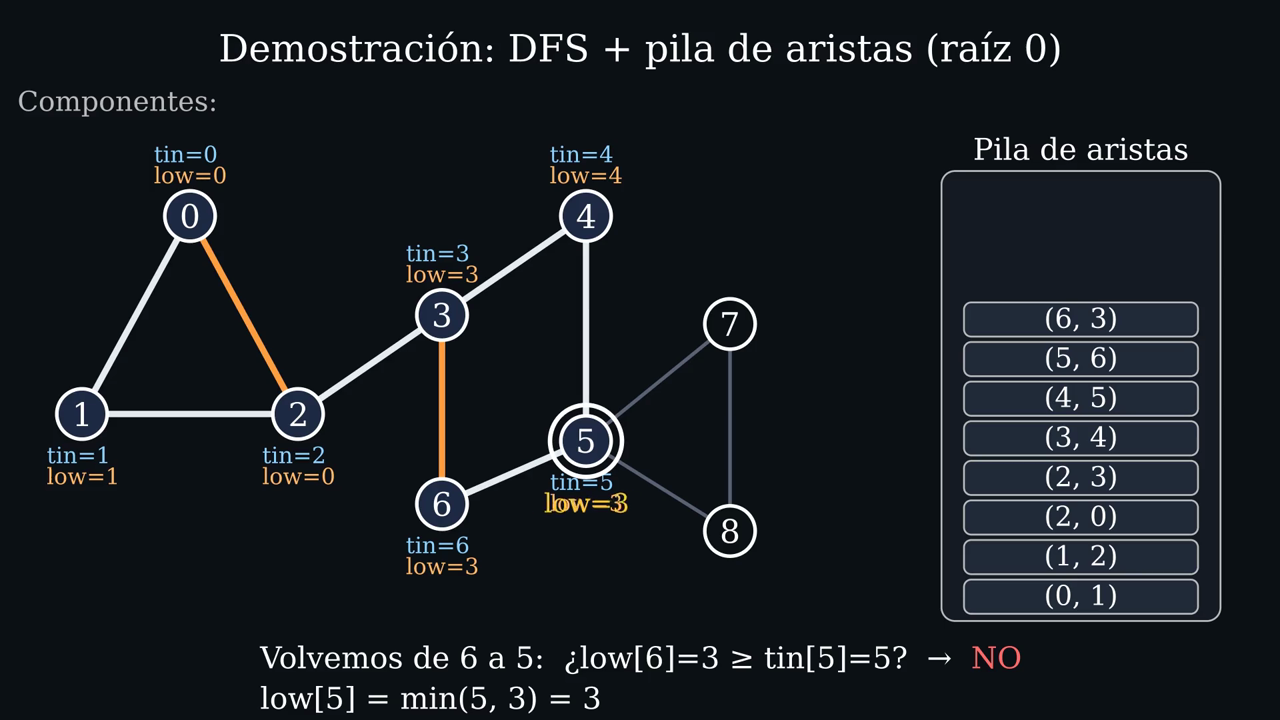 Demostración: DFS + pila de aristas (raíz 0)
Componentes:
Pila de aristas
tin=0
low=0
0
tin=4
low=4
4
tin=3
low=3
3
7
1
tin=1
low=1
2
tin=2
low=0
5
tin=5
low=3
6
tin=6
low=3
8
(6, 3)
(5, 6)
(4, 5)
(3, 4)
(2, 3)
(2, 0)
(1, 2)
(0, 1)
Volvemos de 6 a 5: ¿low[6]=3 ≥ tin[5]=5? → NO
low[5] = min(5, 3) = 3